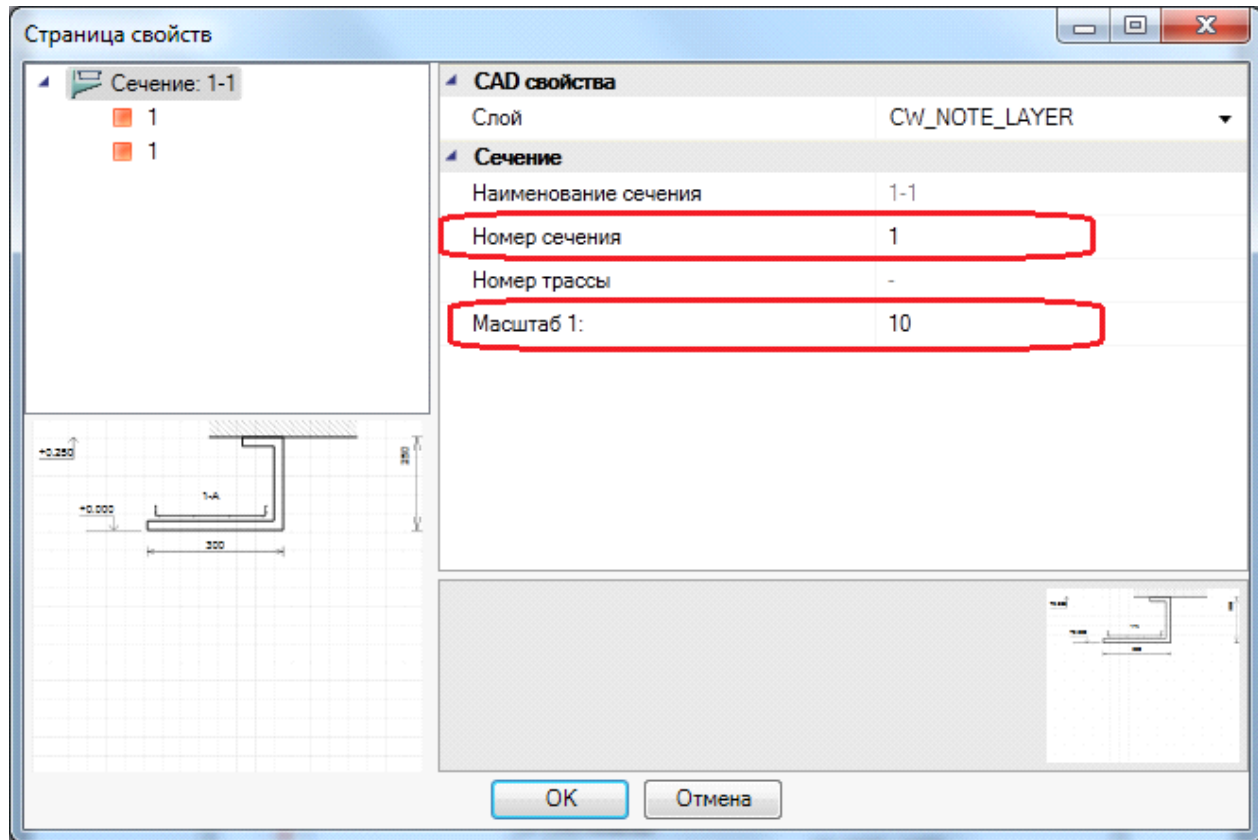 Страница свойств
Сечение: 1-1
1
1
CAD свойства
Слой CW_NOTE_LAYER
Сечение
Наименование сечения 1-1
Номер сечения 1
Номер трассы -
Масштаб 1: 10
+0.250
250
1-A
+0.000
300
OK Отмена